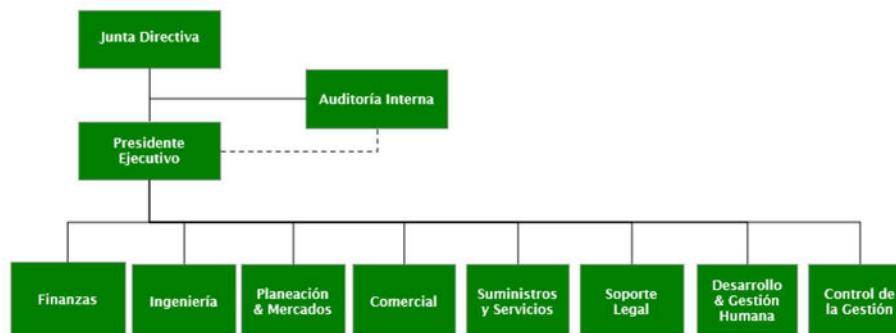 Junta Directiva
Auditoría Interna
Presidente
Ejecutivo
Finanzas
Ingeniería
Planeación
& Mercados
Comercial
Suministros
y Servicios
Soporte
Legal
Desarrollo
& Gestión
Humana
Control de
la Gestión